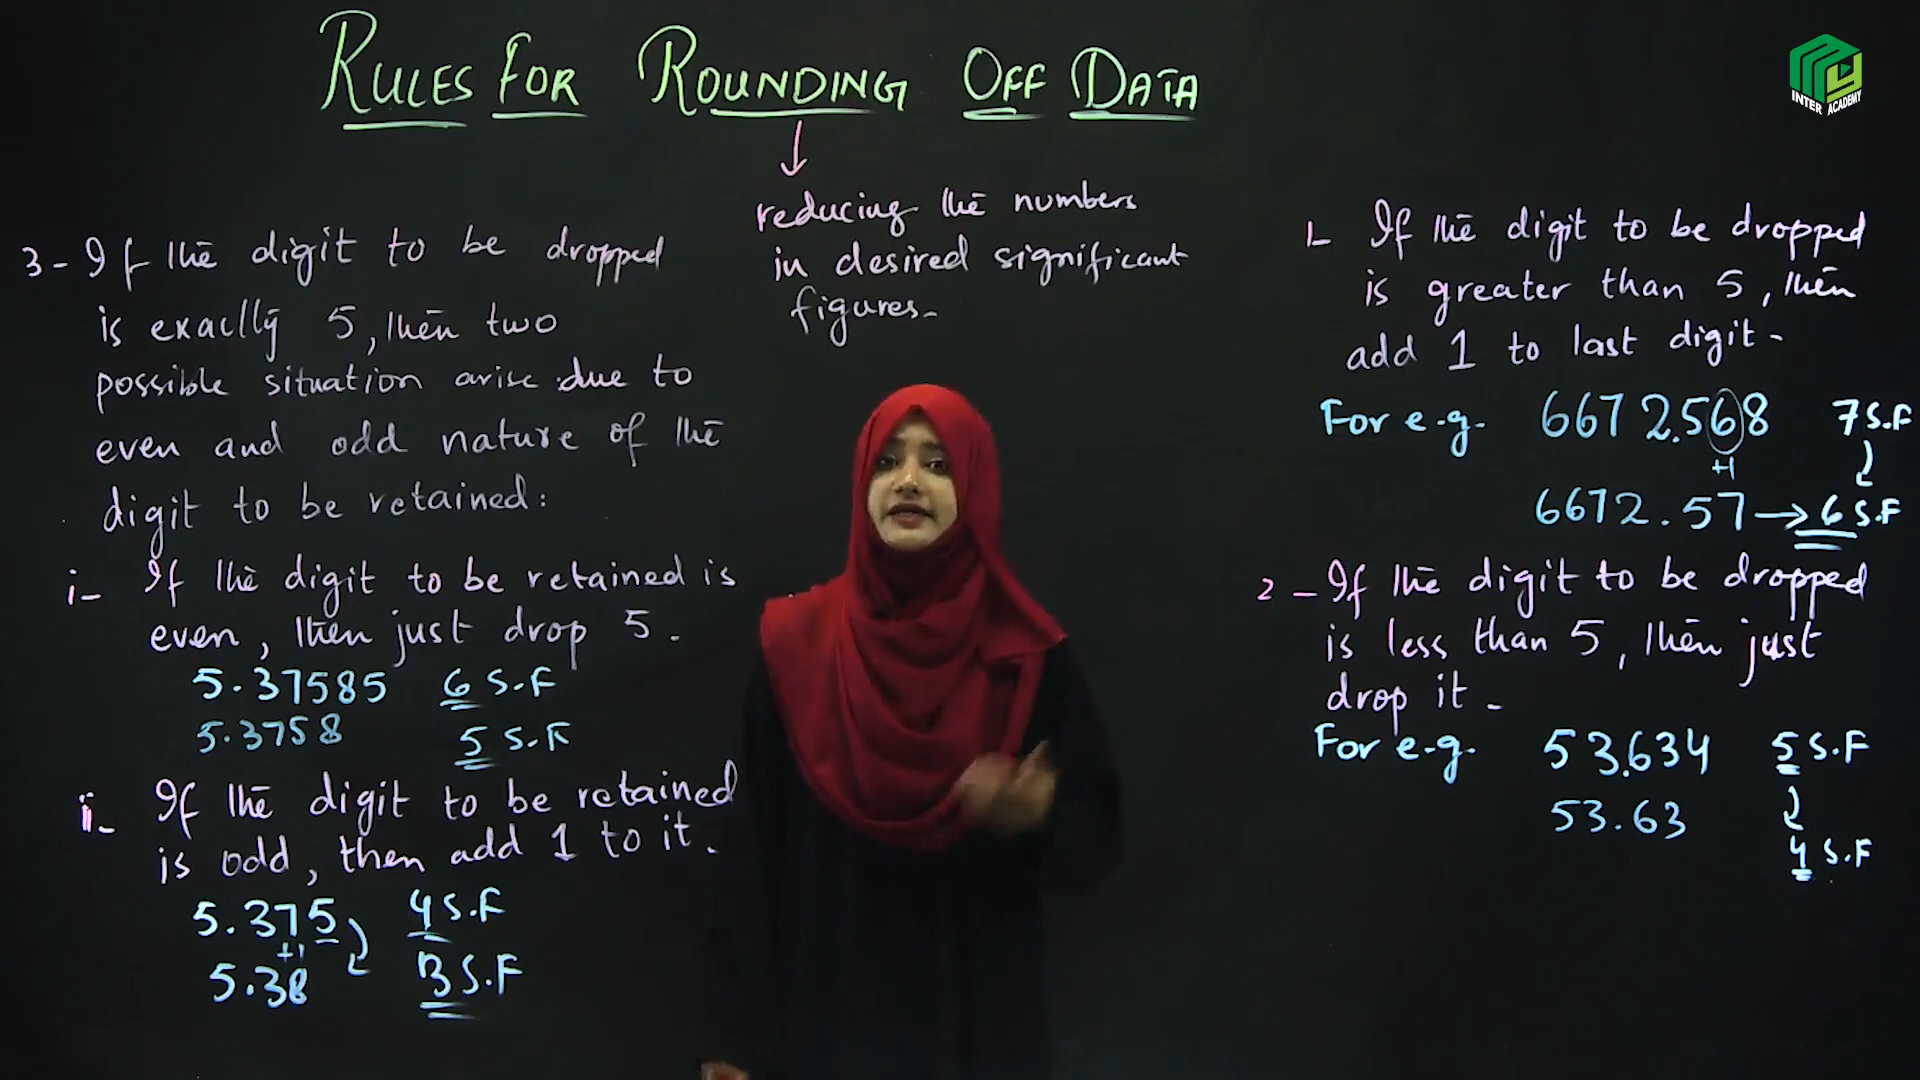 RULES FOR ROUNDING OFF DATA
INTER ACADEMY
reducing the numbers
in desired significant
figures-
1- If the digit to be dropped
is greater than 5, then
add 1 to last digit-
For e.g. 6672.568 7 S.F
+1
6672.57 → 6 S.F
2 - If the digit to be dropped
is less than 5, then just
drop it -
For e.g. 53.634 5 S.F
53.63
4 S.F
3 - If the digit to be dropped
is exactly 5, then two
possible situation arise due to
even and odd nature of the
digit to be retained:
i- If the digit to be retained is
even, then just drop 5.
5.37585 6 S.F
5.3758 5 S.F
ii- If the digit to be retained
is odd, then add 1 to it.
5.375 4 S.F
+1
5.38 3 S.F